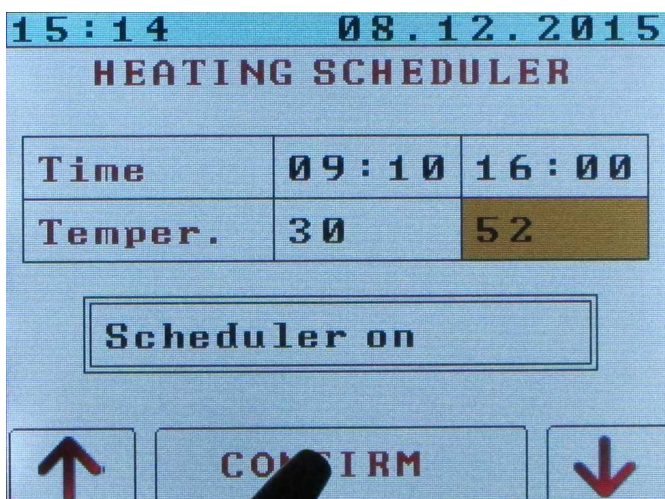 15:14 08.12.2015
HEATING SCHEDULER
Time 09:10 16:00
Temper. 30 52
Scheduler on
CONFIRM